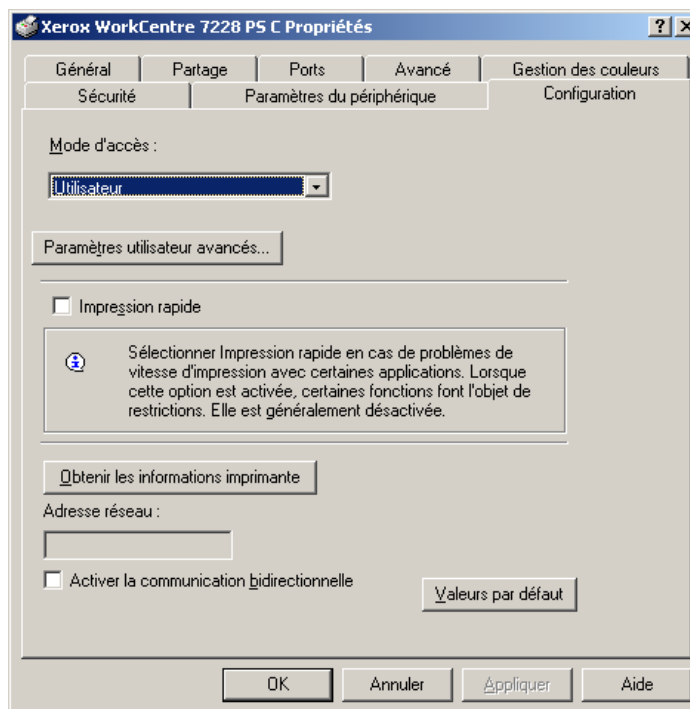 Xerox WorkCentre 7228 PS C Propriétés
Général Partage Ports Avancé Gestion des couleurs
Sécurité Paramètres du périphérique Configuration
Mode d'accès :
Utilisateur
Paramètres utilisateur avancés...
Impression rapide
Sélectionner Impression rapide en cas de problèmes de
vitesse d'impression avec certaines applications. Lorsque
cette option est activée, certaines fonctions font l'objet de
restrictions. Elle est généralement désactivée.
Obtenir les informations imprimante
Adresse réseau :
Activer la communication bidirectionnelle
Valeurs par défaut
OK Annuler Appliquer Aide